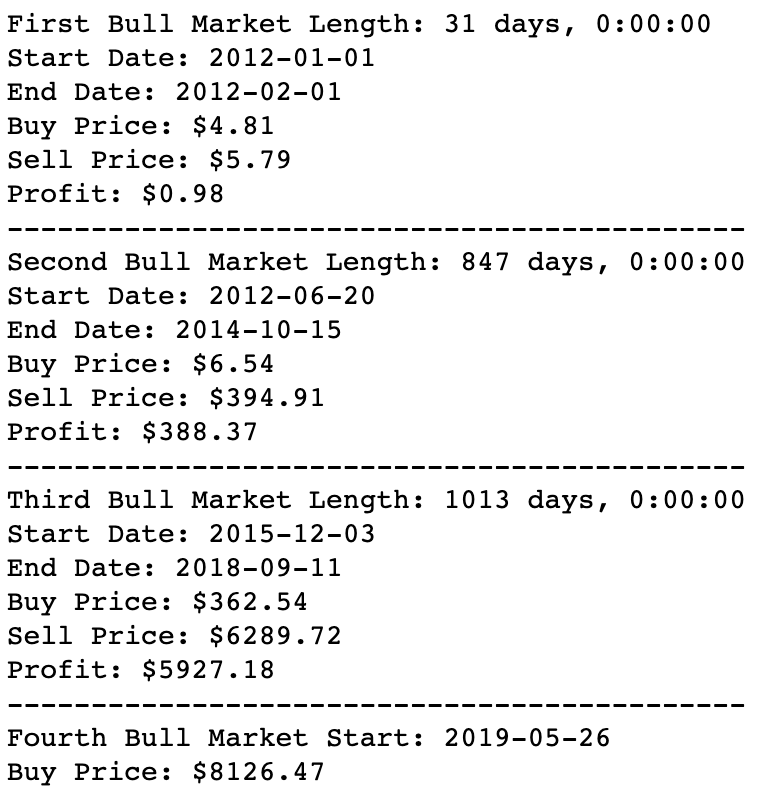 First Bull Market Length: 31 days, 0:00:00
Start Date: 2012-01-01
End Date: 2012-02-01
Buy Price: $4.81
Sell Price: $5.79
Profit: $0.98
--------------------------------------------
Second Bull Market Length: 847 days, 0:00:00
Start Date: 2012-06-20
End Date: 2014-10-15
Buy Price: $6.54
Sell Price: $394.91
Profit: $388.37
--------------------------------------------
Third Bull Market Length: 1013 days, 0:00:00
Start Date: 2015-12-03
End Date: 2018-09-11
Buy Price: $362.54
Sell Price: $6289.72
Profit: $5927.18
--------------------------------------------
Fourth Bull Market Start: 2019-05-26
Buy Price: $8126.47